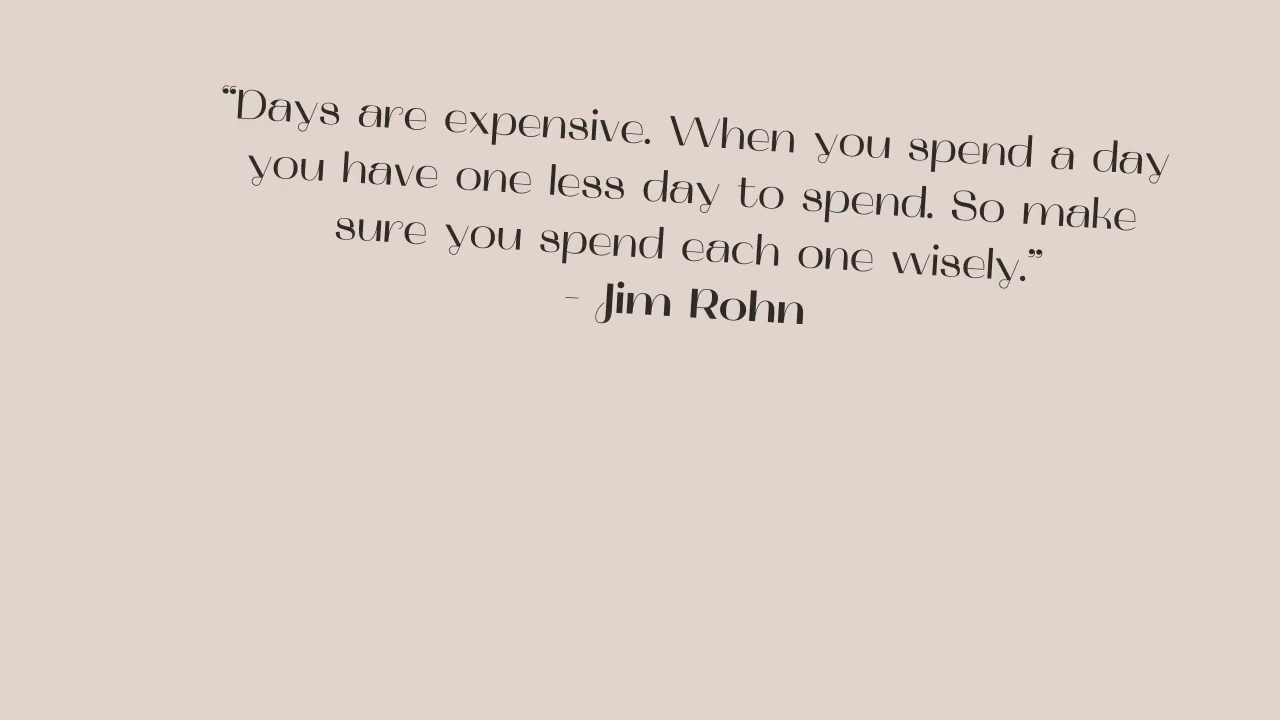 “Days are expensive. When you spend a day
you have one less day to spend. So make
sure you spend each one wisely.”
- Jim Rohn